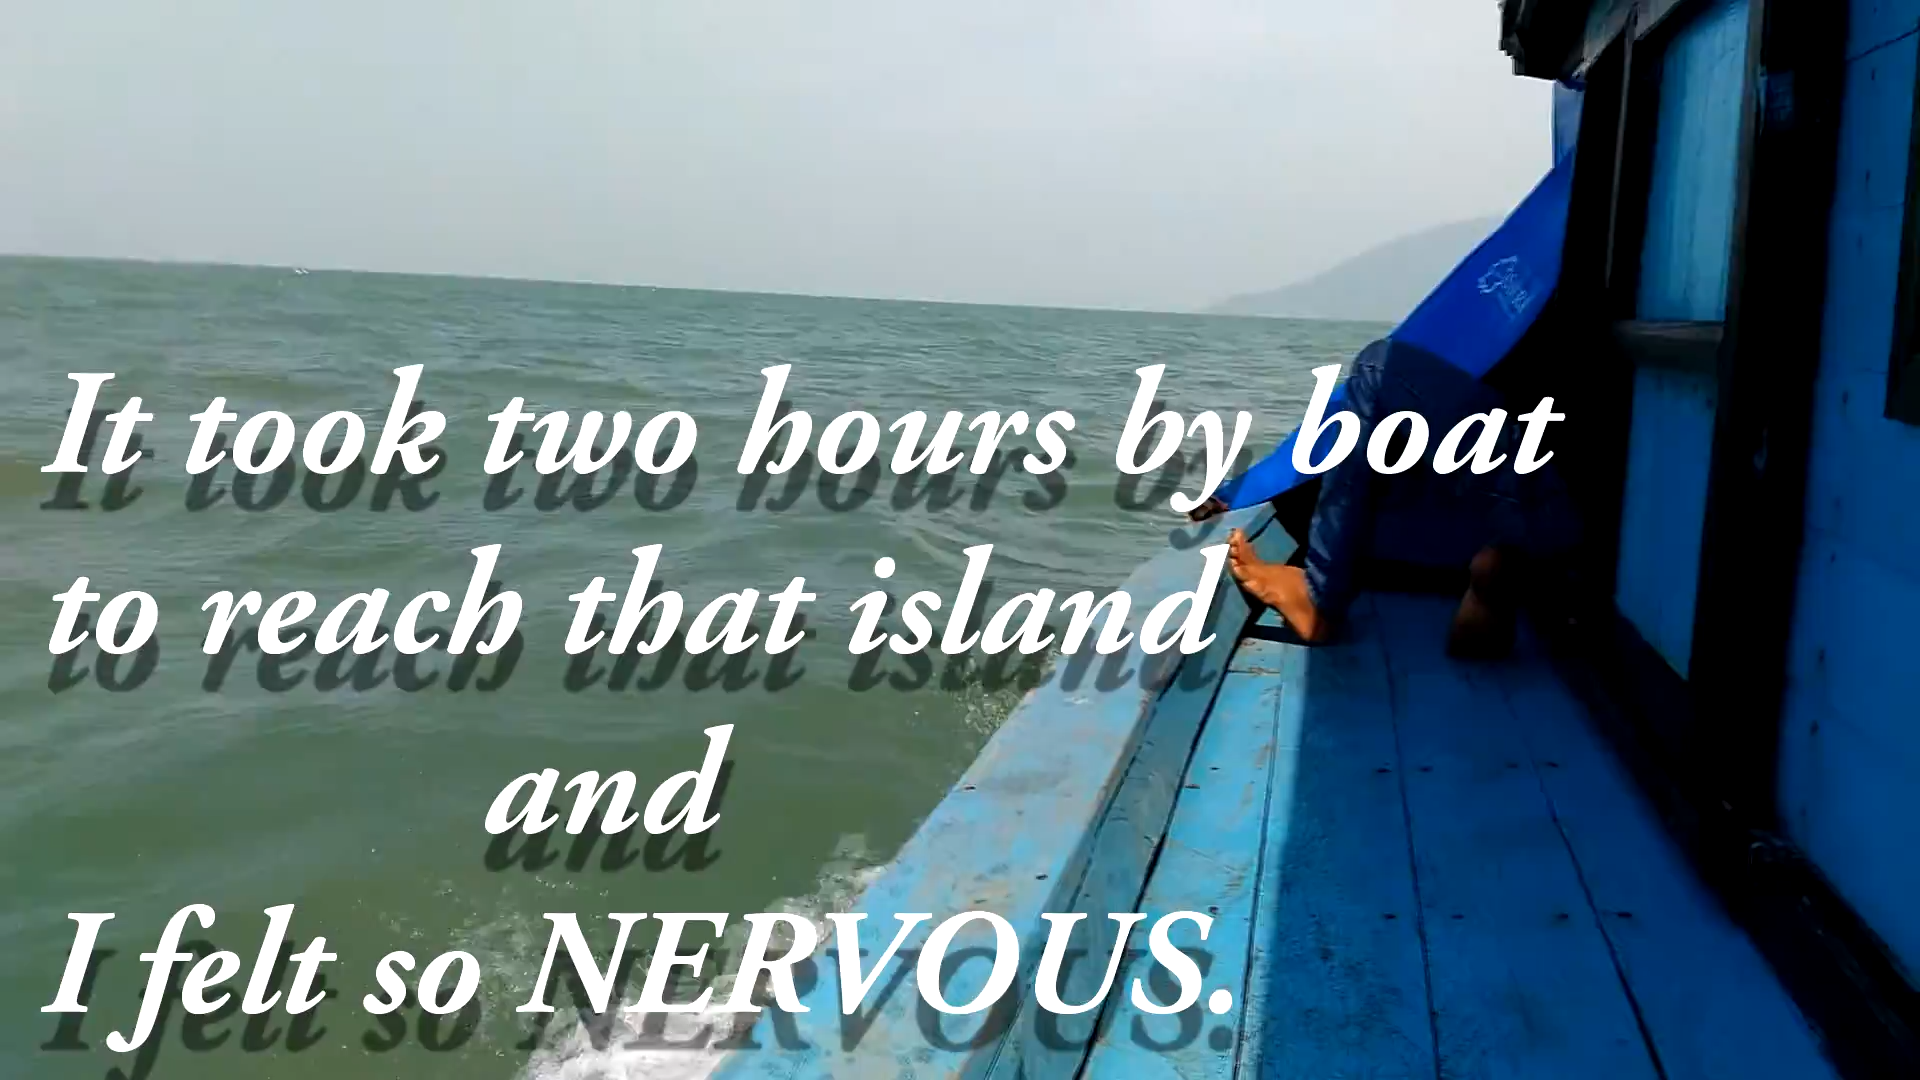 It took two hours by boat
to reach that island
and
I felt so NERVOUS.